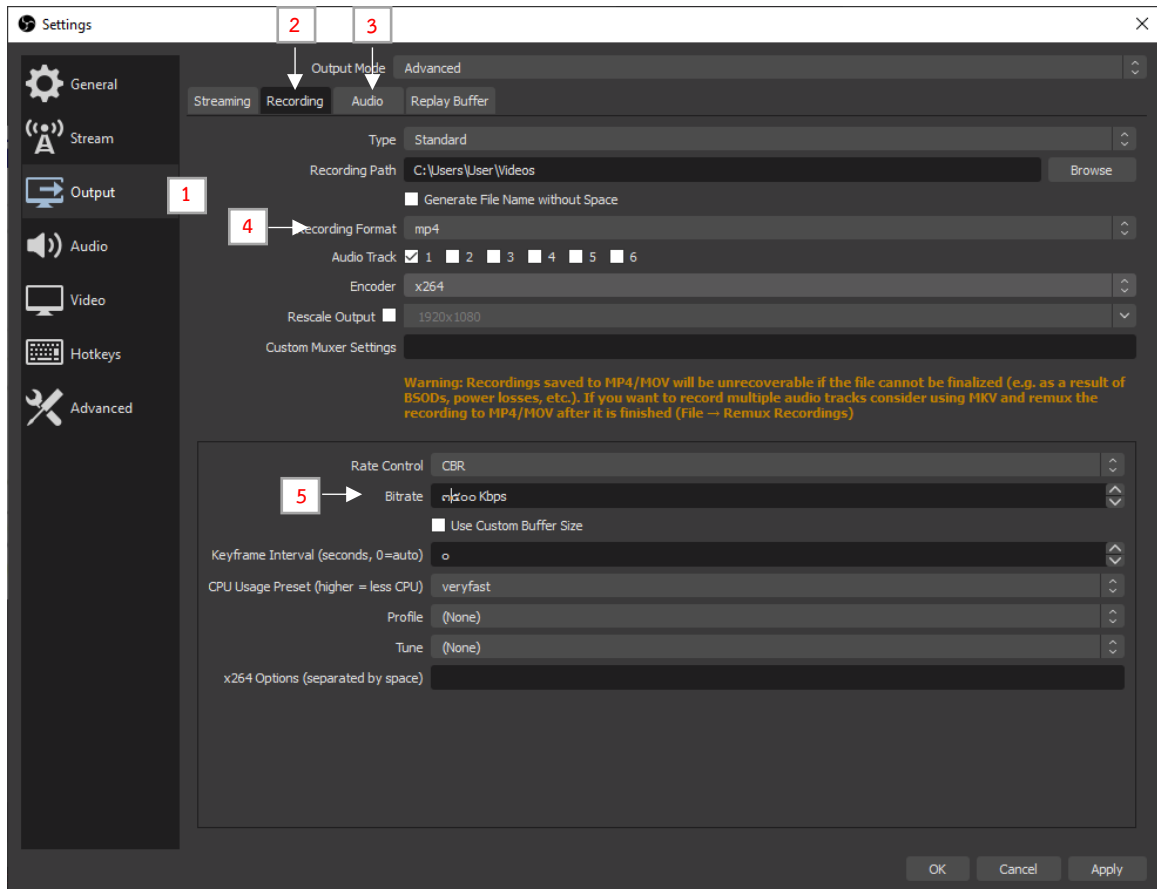 Settings
2
3
Output Mode Advanced
General
Streaming Recording Audio Replay Buffer
Stream
Type Standard
Recording Path C:\Users\User\Videos Browse
Output
1
Generate File Name without Space
4
Recording Format mp4
Audio
Audio Track 1 2 3 4 5 6
Encoder x264
Video
Rescale Output 1920x1080
Custom Muxer Settings
Hotkeys
Warning: Recordings saved to MP4/MOV will be unrecoverable if the file cannot be finalized (e.g. as a result of
BSODs, power losses, etc.). If you want to record multiple audio tracks consider using MKV and remux the
recording to MP4/MOV after it is finished (File → Remux Recordings)
Advanced
Rate Control CBR
5
Bitrate ๓๕๐๐ Kbps
Use Custom Buffer Size
Keyframe Interval (seconds, 0=auto) ๐
CPU Usage Preset (higher = less CPU) veryfast
Profile (None)
Tune (None)
x264 Options (separated by space)
OK Cancel Apply